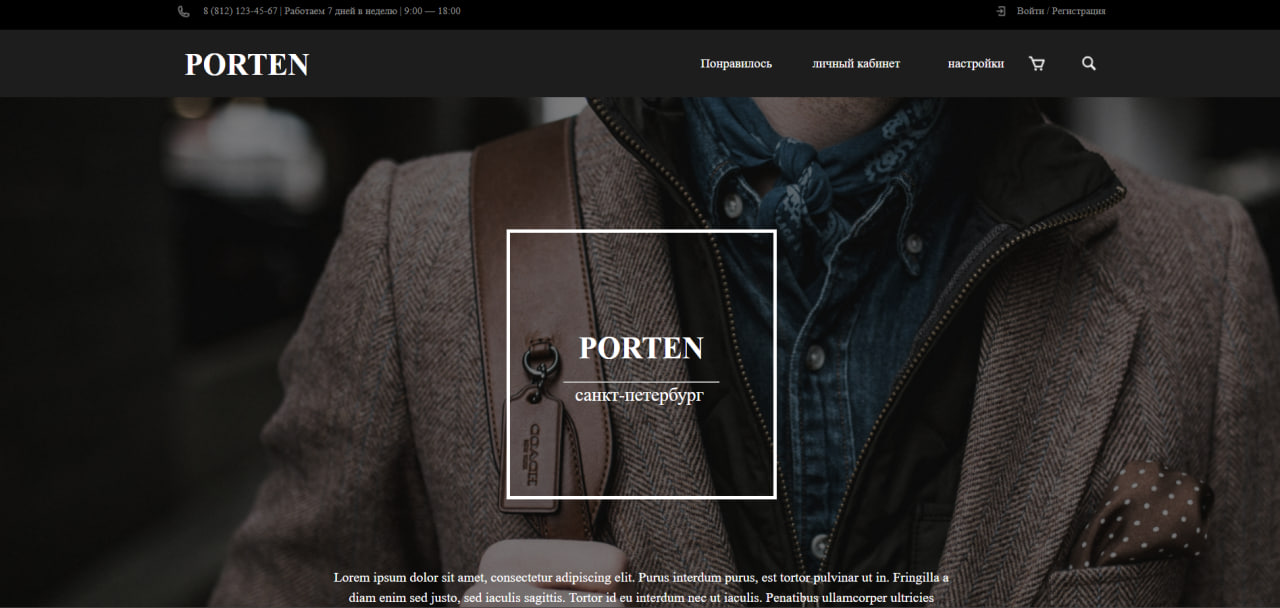 8 (812) 123-45-67 | Работаем 7 дней в неделю | 9:00 — 18:00
Войти / Регистрация
PORTEN
Понравилось личный кабинет настройки
PORTEN
санкт-петербург
COACH
Lorem ipsum dolor sit amet, consectetur adipiscing elit. Purus interdum purus, est tortor pulvinar ut in. Fringilla a
diam enim sed justo, sed iaculis sagittis. Tortor id eu interdum nec ut iaculis. Penatibus ullamcorper ultricies